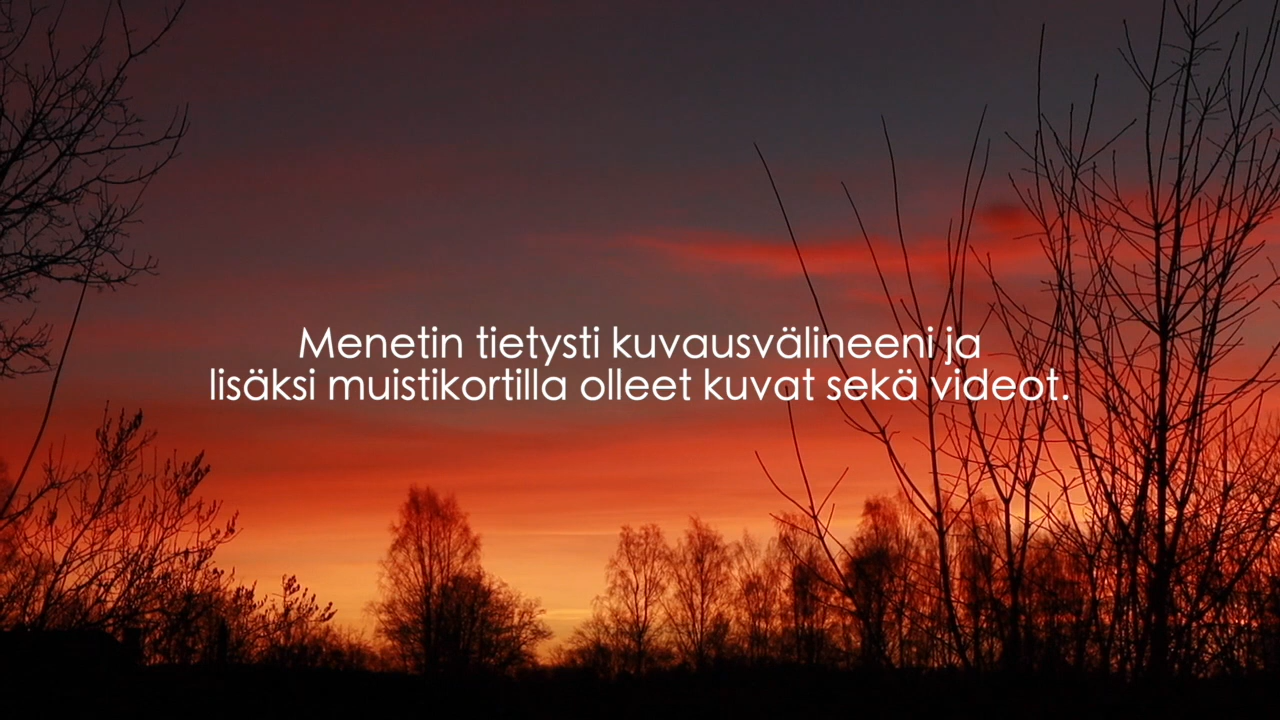 Menetin tietysti kuvausvälineeni ja
lisäksi muistikortilla olleet kuvat sekä videot.